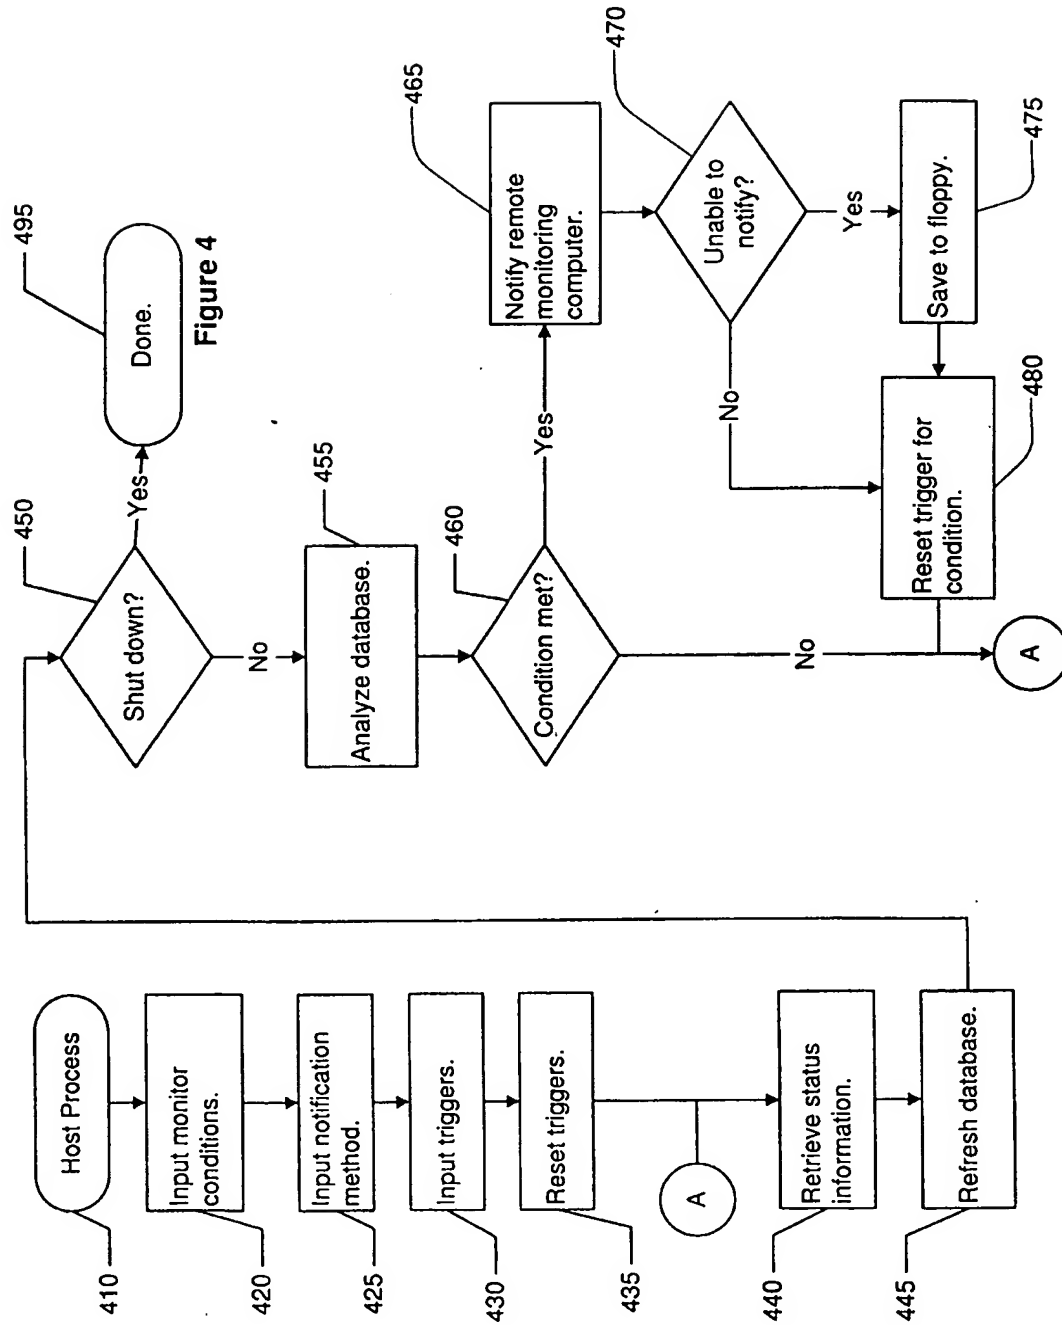 410
Host Process
420
Input monitor
conditions.
425
Input notification
method.
430
Input triggers.
435
Reset triggers.
A
440
Retrieve status
information.
445
Refresh database.
450
Shut down?
Yes
495
Done.
Figure 4
No
455
Analyze database.
460
Condition met?
Yes
465
Notify remote
monitoring
computer.
470
Unable to
notify?
Yes
475
Save to floppy.
No
480
Reset trigger for
condition.
No
A